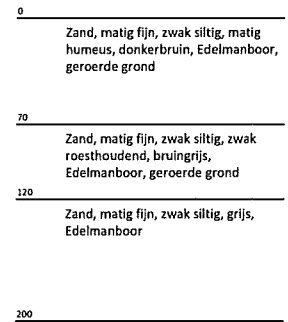 0
Zand, matig fijn, zwak siltig, matig
humeus, donkerbruin, Edelmanboor,
geroerde grond
70
Zand, matig fijn, zwak siltig, zwak
roesthoudend, bruingrijs,
Edelmanboor, geroerde grond
120
Zand, matig fijn, zwak siltig, grijs,
Edelmanboor
200